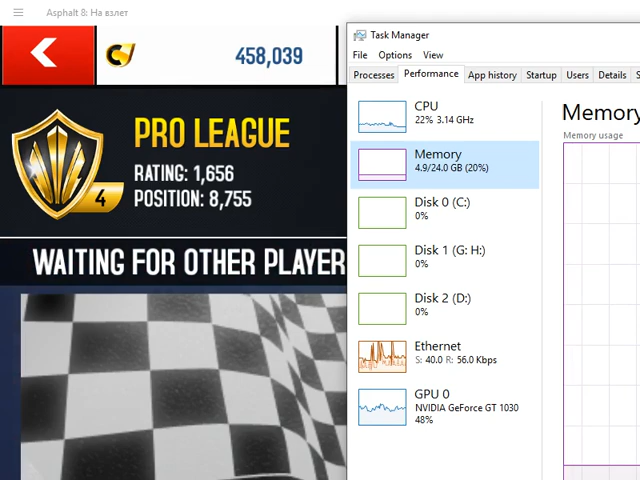 Asphalt 8: На взлет
458,039
PRO LEAGUE
RATING: 1,656
POSITION: 8,755
4
WAITING FOR OTHER PLAYER
Task Manager
File Options View
Processes Performance App history Startup Users Details S
CPU
22% 3.14 GHz
Memory
4.9/24.0 GB (20%)
Disk 0 (C:)
0%
Disk 1 (G: H:)
0%
Disk 2 (D:)
0%
Ethernet
S: 40.0 R: 56.0 Kbps
GPU 0
NVIDIA GeForce GT 1030
48%
Memory
Memory usage